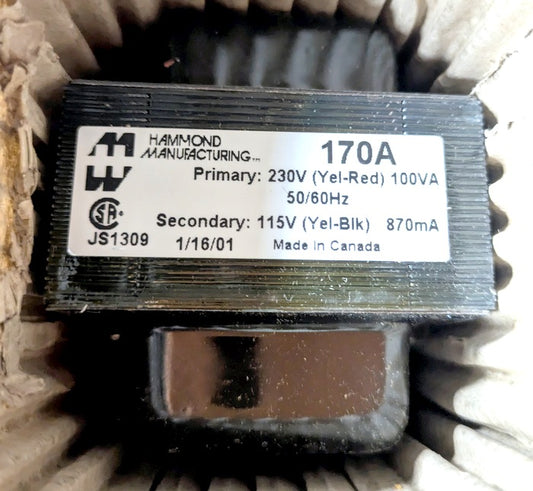 HAMMOND
MANUFACTURING™
170A
Primary: 230V (Yel-Red) 100VA
50/60Hz
Secondary: 115V (Yel-Blk) 870mA
JS1309 1/16/01 Made In Canada